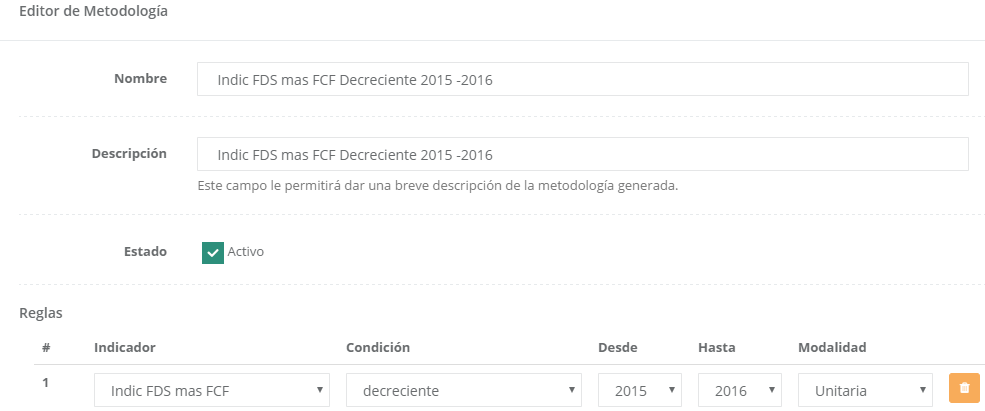 Editor de Metodología
Nombre
Indic FDS mas FCF Decreciente 2015 -2016
Descripción
Indic FDS mas FCF Decreciente 2015 -2016
Este campo le permitirá dar una breve descripción de la metodología generada.
Estado
Activo
Reglas
# Indicador Condición Desde Hasta Modalidad
1 Indic FDS mas FCF decreciente 2015 2016 Unitaria